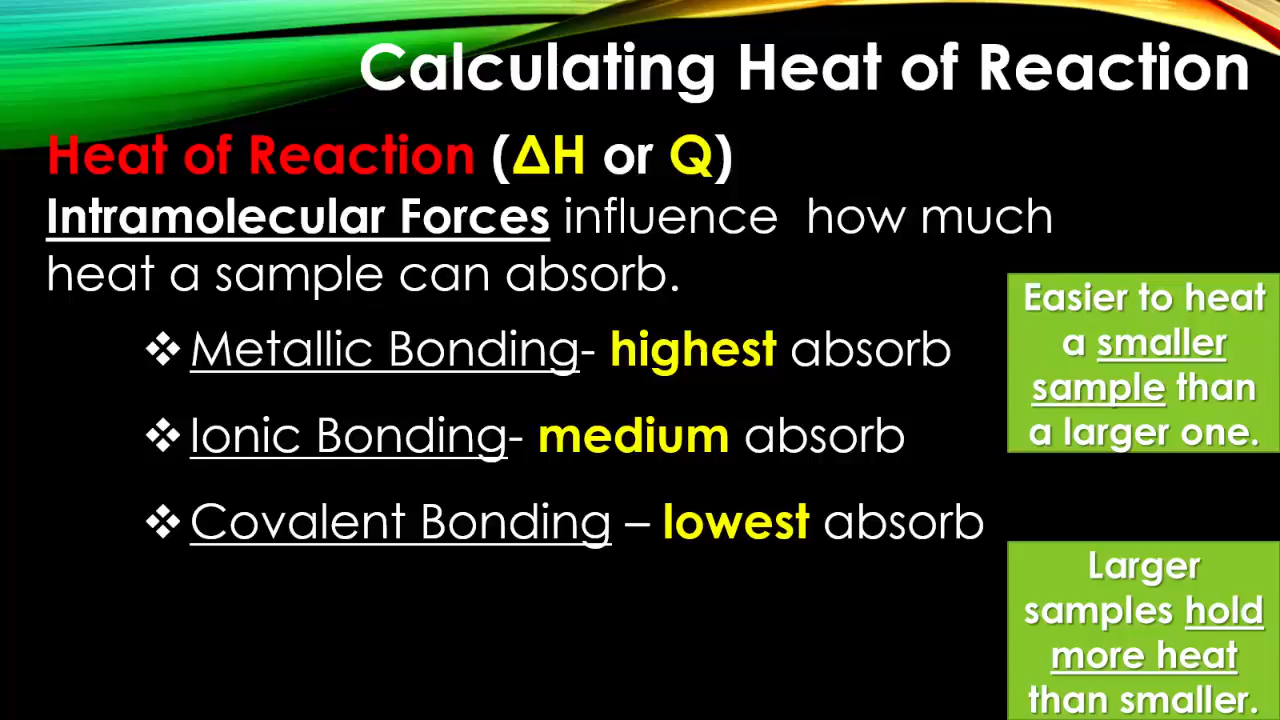 Calculating Heat of Reaction
Heat of Reaction (ΔH or Q)
Intramolecular Forces influence how much
heat a sample can absorb.
❖Metallic Bonding- highest absorb
❖Ionic Bonding- medium absorb
❖Covalent Bonding – lowest absorb
Easier to heat
a smaller
sample than
a larger one.
Larger
samples hold
more heat
than smaller.